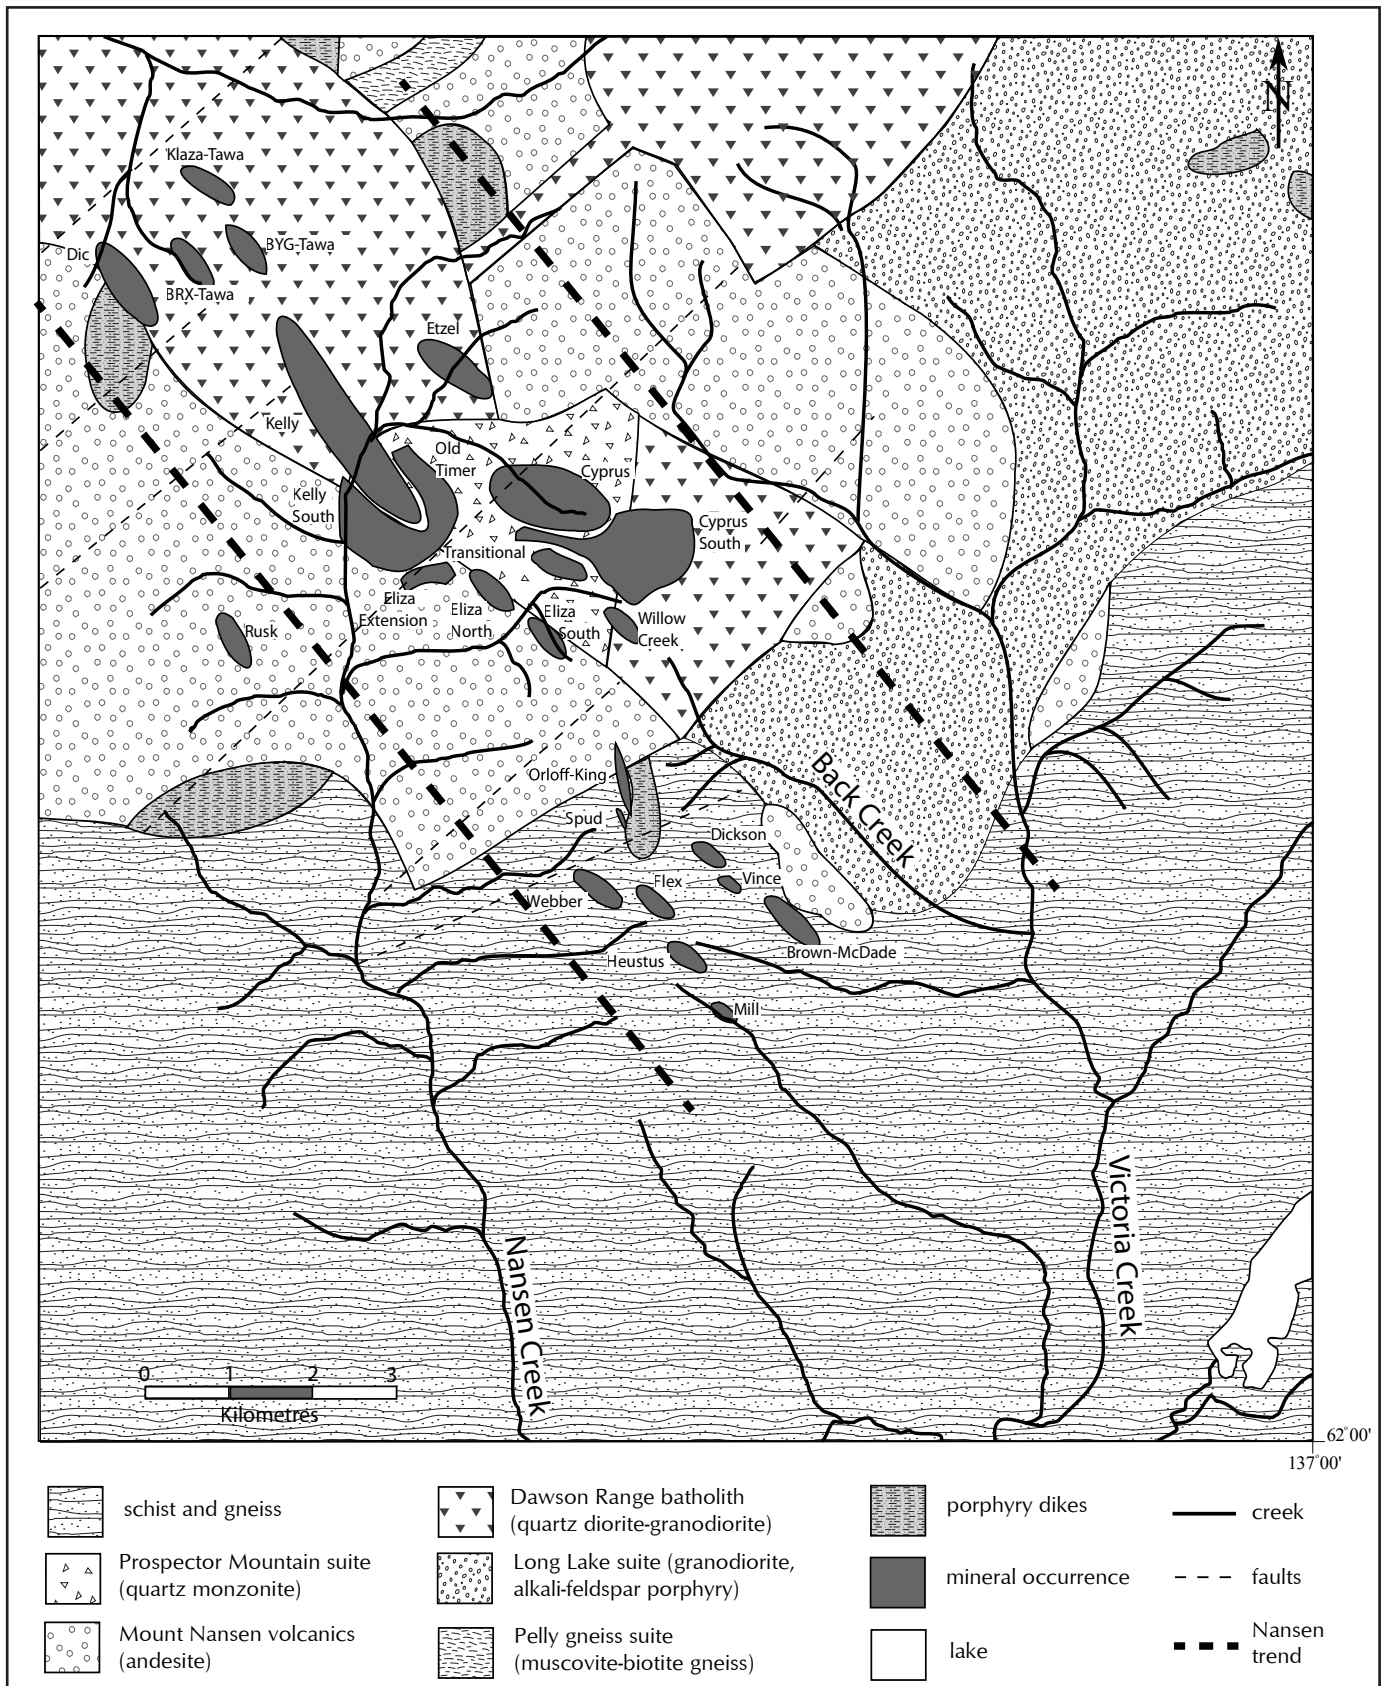 N
Klaza-Tawa
BYG-Tawa
Dic
BRX-Tawa
Etzel
Kelly
Old
Timer
Cyprus
Kelly
South
Cyprus
South
Transitional
Eliza
Extension
Eliza
North
Eliza
South
Willow
Creek
Rusk
Orloff-King
Back Creek
Spud
Dickson
Vince
Flex
Webber
Brown-McDade
Heustus
Mill
Victoria Creek
Nansen Creek
0 1 2 3
Kilometres
62°00'
137°00'
schist and gneiss
Prospector Mountain suite
(quartz monzonite)
Mount Nansen volcanics
(andesite)
Dawson Range batholith
(quartz diorite-granodiorite)
Long Lake suite (granodiorite,
alkali-feldspar porphyry)
Pelly gneiss suite
(muscovite-biotite gneiss)
porphyry dikes
mineral occurrence
lake
creek
faults
Nansen
trend